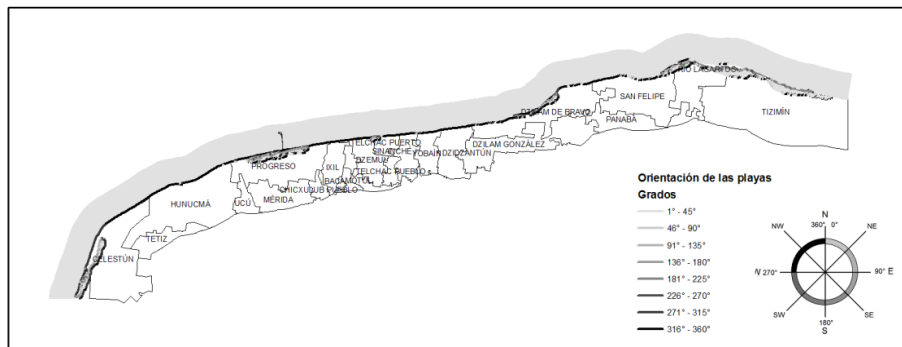 RIO LAGARTOS
SAN FELIPE
TIZIMÍN
DZILAM DE BRAVO
PANABÁ
TELCHAC PUERTO
SINANCHÉ
DZILAM GONZÁLEZ
IXIL
DZEMUL
YOBAÍN
DZIDZANTÚN
PROGRESO
TELCHAC PUEBLO
BACA
MOTUL
CHICXULUB PUEBLO
UCÚ
MÉRIDA
HUNUCMÁ
TETIZ
CELESTÚN
Orientación de las playas
Grados
1° - 45°
46° - 90°
91° - 135°
136° - 180°
181° - 225°
226° - 270°
271° - 315°
316° - 360°
N
NW
360°
0°
NE
270°
90°
E
SW
180°
SE
S